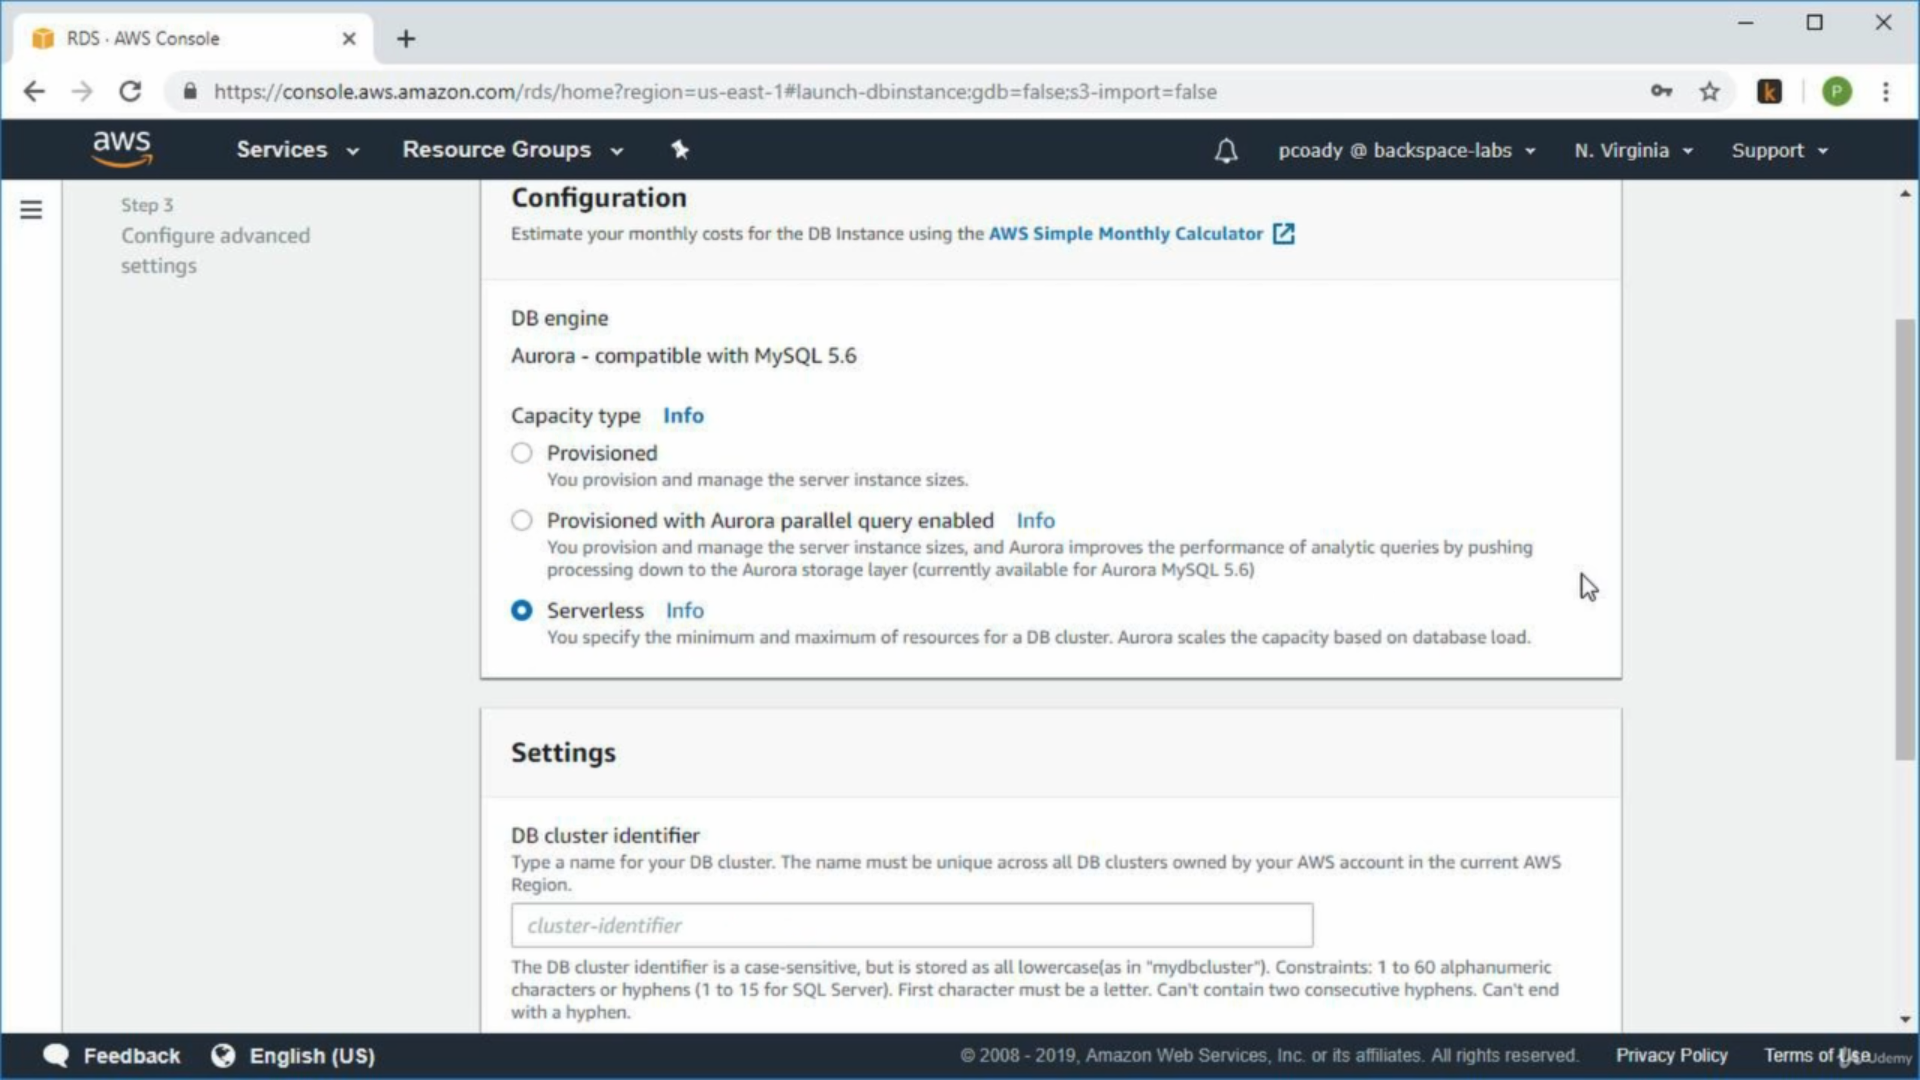 RDS · AWS Console
https://console.aws.amazon.com/rds/home?region=us-east-1#launch-dbinstance:gdb=false;s3-import=false
k
P
aws
Services
Resource Groups
pcoady @ backspace-labs
N. Virginia
Support
Step 3
Configure advanced
settings
Configuration
Estimate your monthly costs for the DB Instance using the AWS Simple Monthly Calculator
DB engine
Aurora - compatible with MySQL 5.6
Capacity type Info
Provisioned
You provision and manage the server instance sizes.
Provisioned with Aurora parallel query enabled Info
You provision and manage the server instance sizes, and Aurora improves the performance of analytic queries by pushing
processing down to the Aurora storage layer (currently available for Aurora MySQL 5.6)
Serverless Info
You specify the minimum and maximum of resources for a DB cluster. Aurora scales the capacity based on database load.
Settings
DB cluster identifier
Type a name for your DB cluster. The name must be unique across all DB clusters owned by your AWS account in the current AWS
Region.
cluster-identifier
The DB cluster identifier is a case-sensitive, but is stored as all lowercase(as in "mydbcluster"). Constraints: 1 to 60 alphanumeric
characters or hyphens (1 to 15 for SQL Server). First character must be a letter. Can't contain two consecutive hyphens. Can't end
with a hyphen.
Feedback
English (US)
© 2008 - 2019, Amazon Web Services, Inc. or its affiliates. All rights reserved.
Privacy Policy
Terms of Use
Udemy